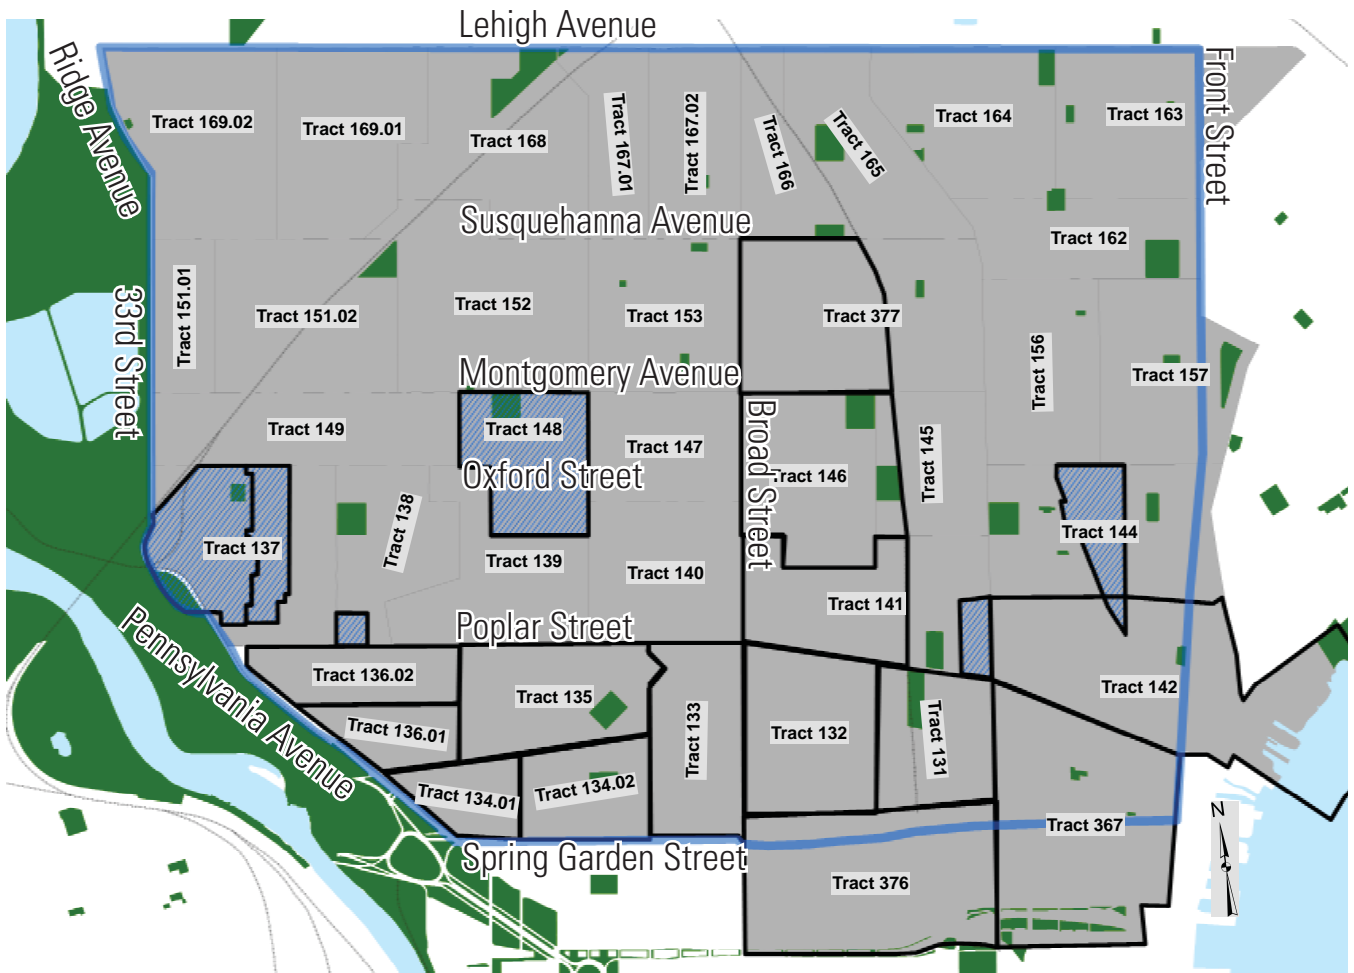 Lehigh Avenue
Ridge Avenue
Front Street
Tract 169.02
Tract 169.01
Tract 168
Tract 167.01
Tract 167.02
Tract 166
Tract 165
Tract 164
Tract 163
Susquehanna Avenue
Tract 162
33rd Street
Tract 151.01
Tract 151.02
Tract 152
Tract 153
Tract 377
Tract 156
Tract 157
Montgomery Avenue
Broad Street
Tract 149
Tract 148
Tract 147
Tract 146
Tract 145
Oxford Street
Tract 137
Tract 138
Tract 139
Tract 140
Tract 141
Tract 144
Poplar Street
Pennsylvania Avenue
Tract 136.02
Tract 135
Tract 133
Tract 142
Tract 136.01
Tract 132
Tract 131
Tract 134.01
Tract 134.02
Tract 367
Spring Garden Street
Tract 376
N